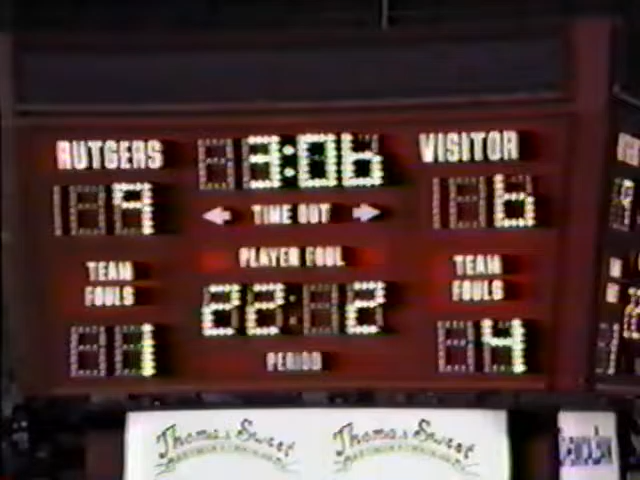 RUTGERS 3:06 VISITOR
9 TIME OUT 6
PLAYER FOUL
TEAM FOULS 22 2 TEAM FOULS
1 PERIOD 4
Thomas Sweet Thomas Sweet